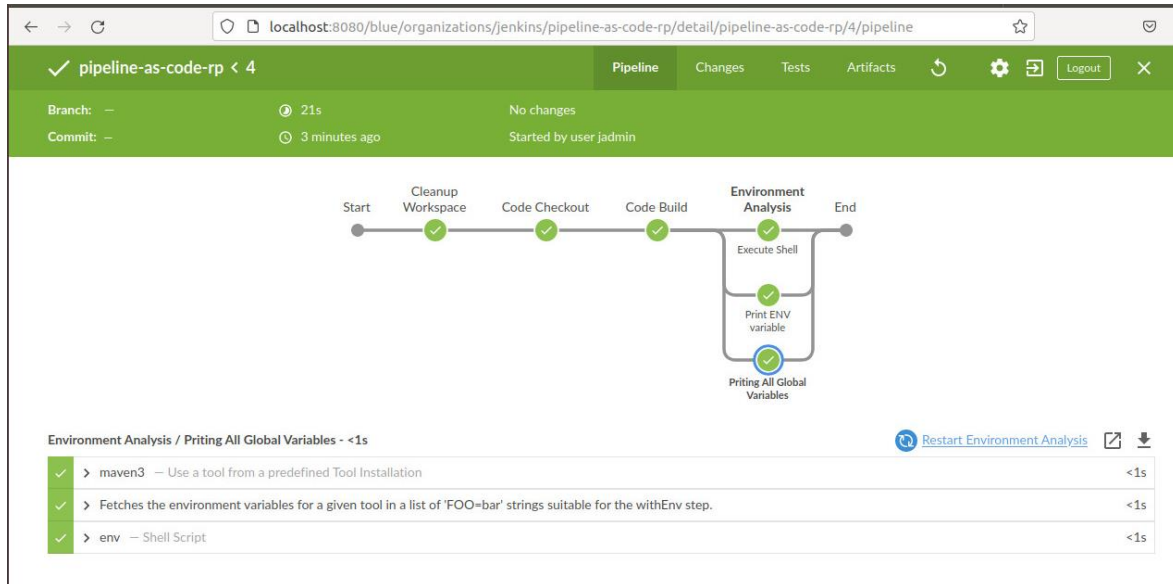 localhost:8080/blue/organizations/jenkins/pipeline-as-code-rp/detail/pipeline-as-code-rp/4/pipeline
pipeline-as-code-rp < 4
Pipeline Changes Tests Artifacts Logout
Branch: — 21s No changes
Commit: — 3 minutes ago Started by user jadmin
Cleanup Environment
Start Workspace Code Checkout Code Build Analysis End
Execute Shell
Print ENV
variable
Priting All Global
Variables
Environment Analysis / Priting All Global Variables - <1s Restart Environment Analysis
maven3 — Use a tool from a predefined Tool Installation <1s
Fetches the environment variables for a given tool in a list of 'FOO=bar' strings suitable for the withEnv step. <1s
env — Shell Script <1s